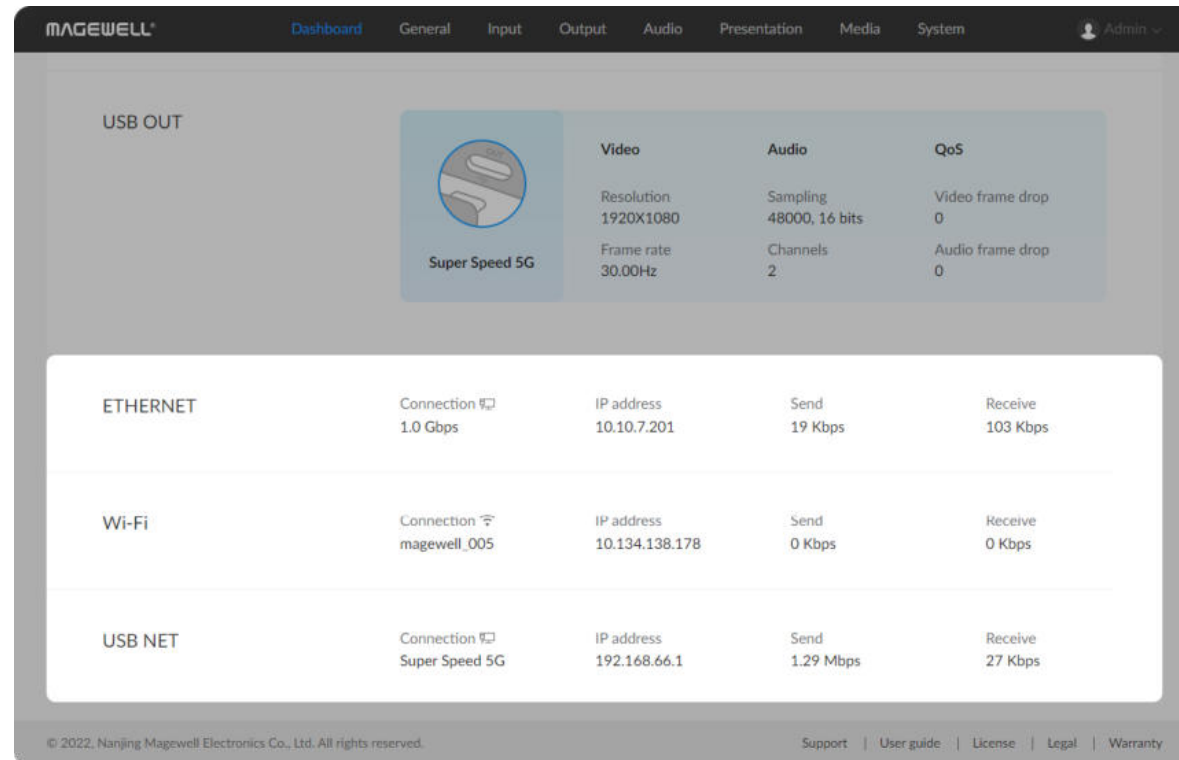 MAGEWELL® Dashboard General Input Output Audio Presentation Media System Admin
USB OUT
OUT
Super Speed 5G
Video Audio QoS
Resolution Sampling Video frame drop
1920X1080 48000, 16 bits 0
Frame rate Channels Audio frame drop
30.00Hz 2 0
ETHERNET
Connection IP address Send Receive
1.0 Gbps 10.10.7.201 19 Kbps 103 Kbps
Wi-Fi
Connection IP address Send Receive
magewell_005 10.134.138.178 0 Kbps 0 Kbps
USB NET
Connection IP address Send Receive
Super Speed 5G 192.168.66.1 1.29 Mbps 27 Kbps
© 2022, Nanjing Magewell Electronics Co., Ltd. All rights reserved. Support | User guide | License | Legal | Warranty